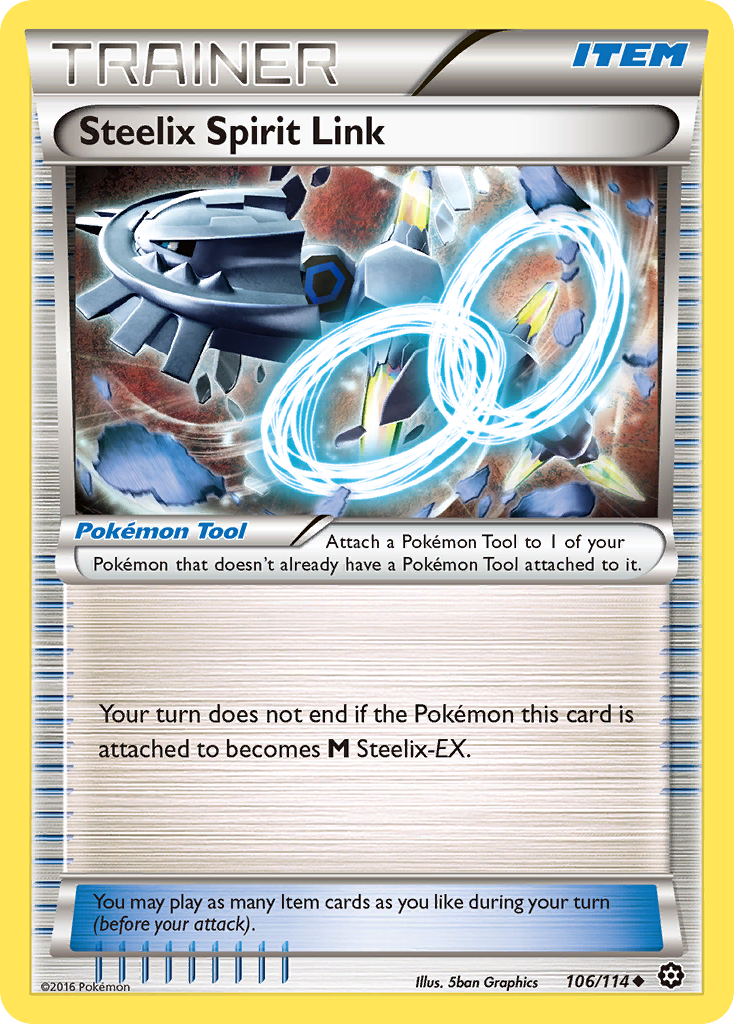 TRAINER
ITEM
Steelix Spirit Link
Pokémon Tool
Attach a Pokémon Tool to 1 of your
Pokémon that doesn't already have a Pokémon Tool attached to it.
Your turn does not end if the Pokémon this card is
attached to becomes M Steelix-EX.
You may play as many Item cards as you like during your turn
(before your attack).
©2016 Pokémon
Illus. 5ban Graphics
106/114